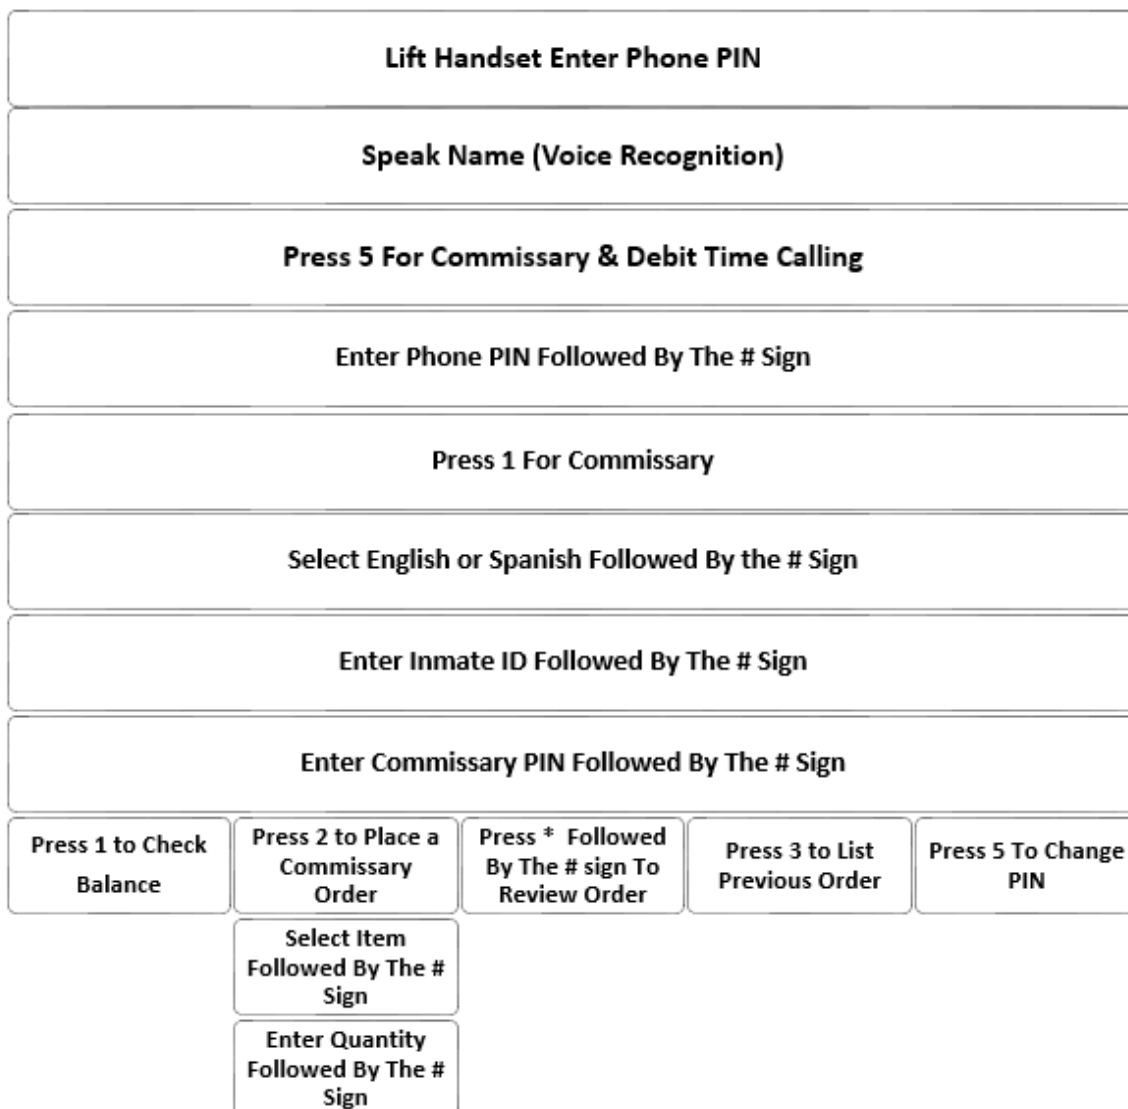 Lift Handset Enter Phone PIN
Speak Name (Voice Recognition)
Press 5 For Commissary & Debit Time Calling
Enter Phone PIN Followed By The # Sign
Press 1 For Commissary
Select English or Spanish Followed By the # Sign
Enter Inmate ID Followed By The # Sign
Enter Commissary PIN Followed By The # Sign
Press 1 to Check
Balance
Press 2 to Place a
Commissary
Order
Press * Followed
By The # sign To
Review Order
Press 3 to List
Previous Order
Press 5 To Change
PIN
Select Item
Followed By The #
Sign
Enter Quantity
Followed By The #
Sign